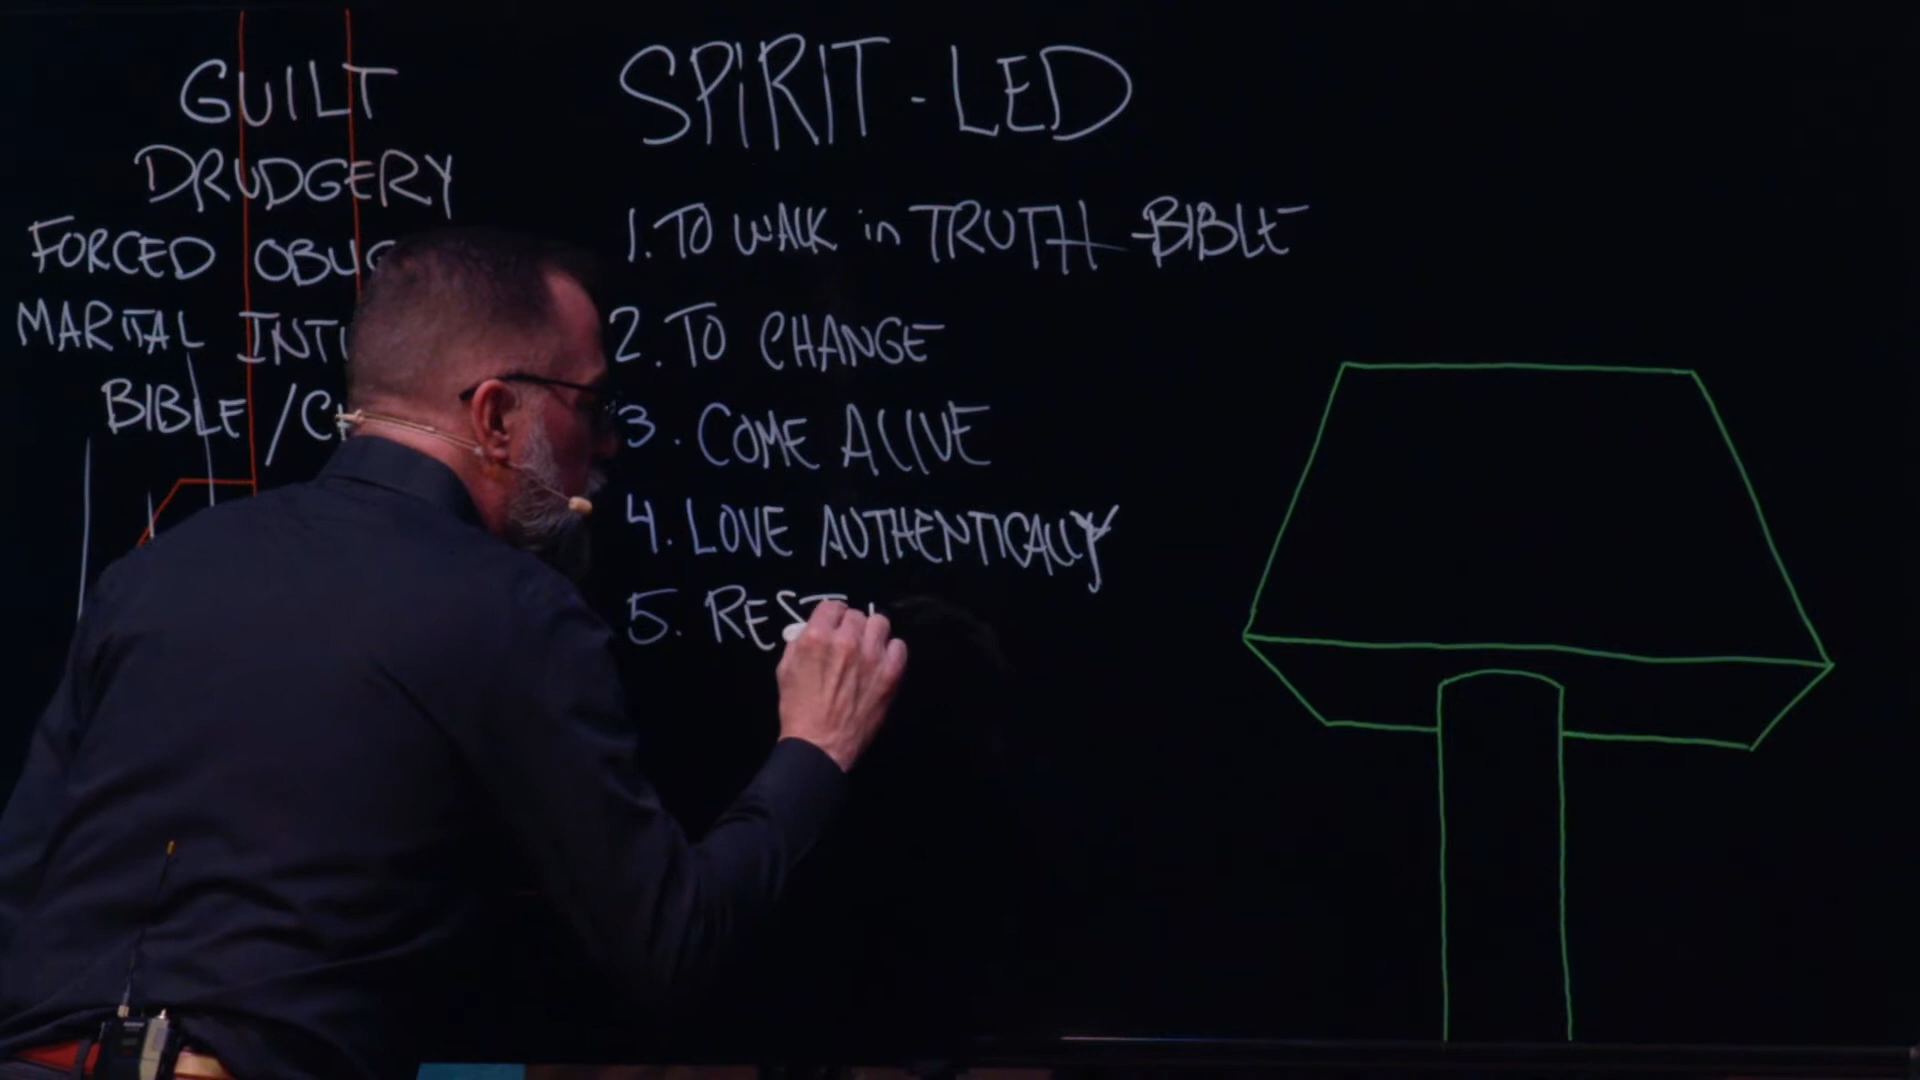 GUILT
DRUDGERY
FORCED
MARITAL
BIBLE /
SPIRIT-LED
1. TO WALK in TRUTH -BIBLE
2. TO CHANGE
3. COME ALIVE
4. LOVE AUTHENTICALLY
5. REST